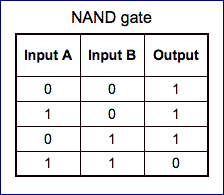 NAND gate
Input A Input B Output
0 0 1
1 0 1
0 1 1
1 1 0